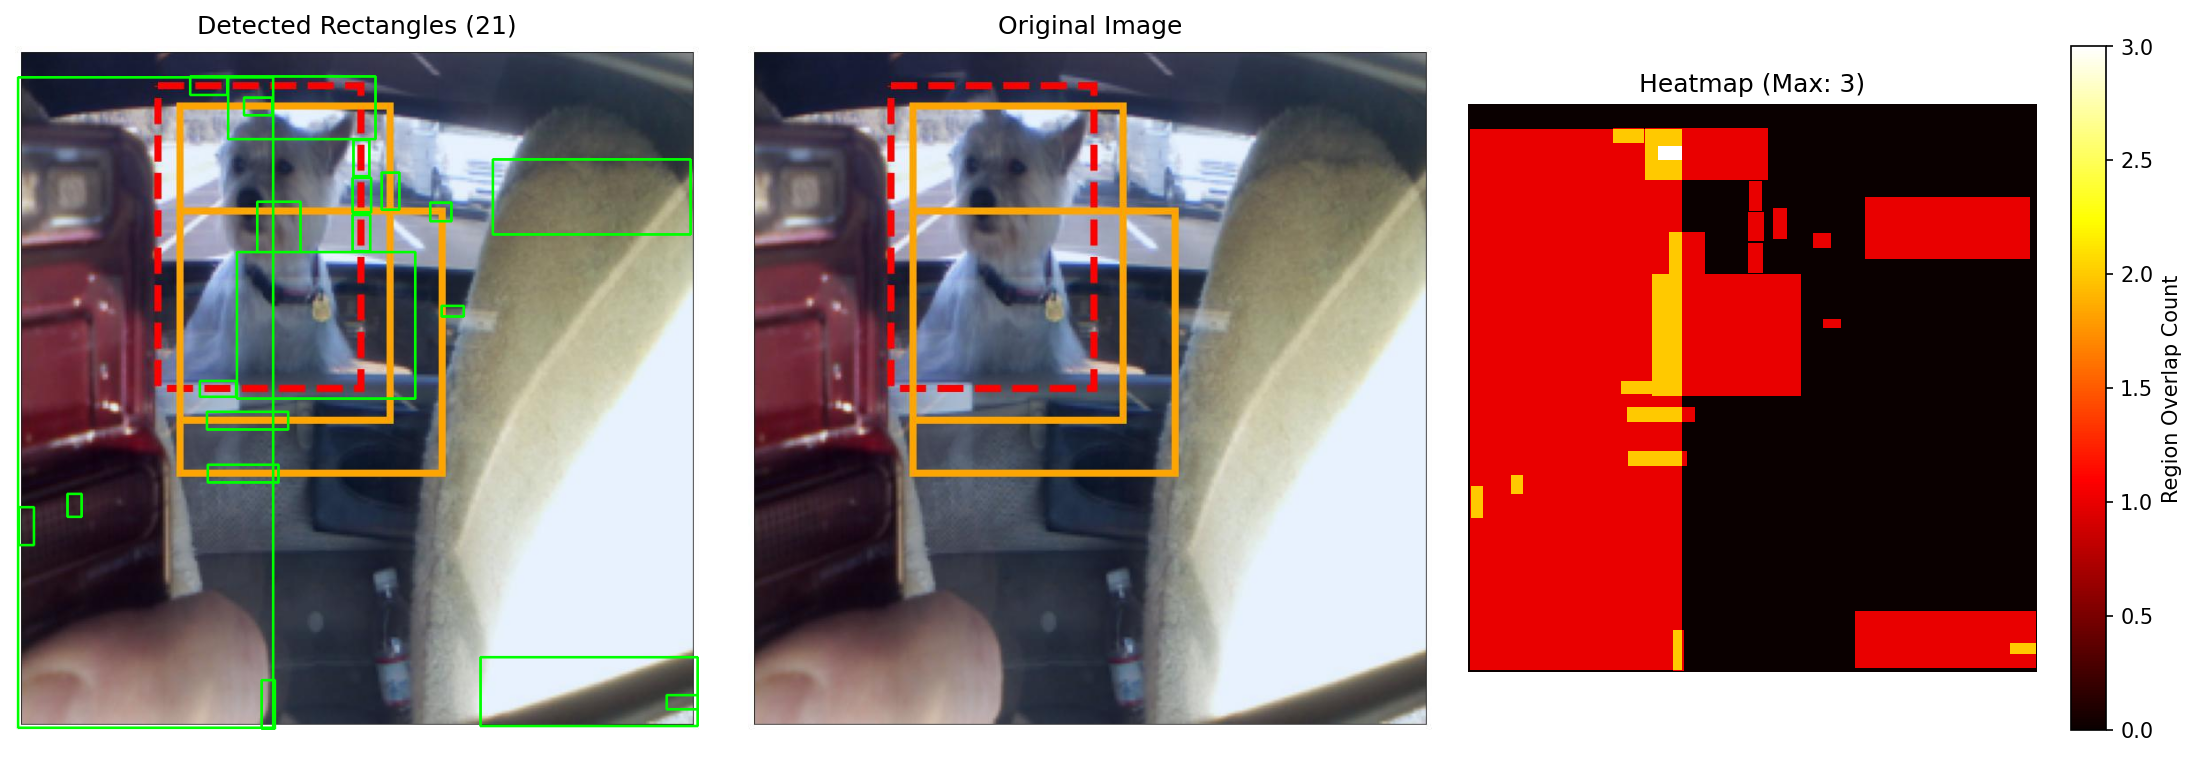 Detected Rectangles (21)
Original Image
Heatmap (Max: 3)
3.0
2.5
2.0
1.5
1.0
0.5
0.0
Region Overlap Count